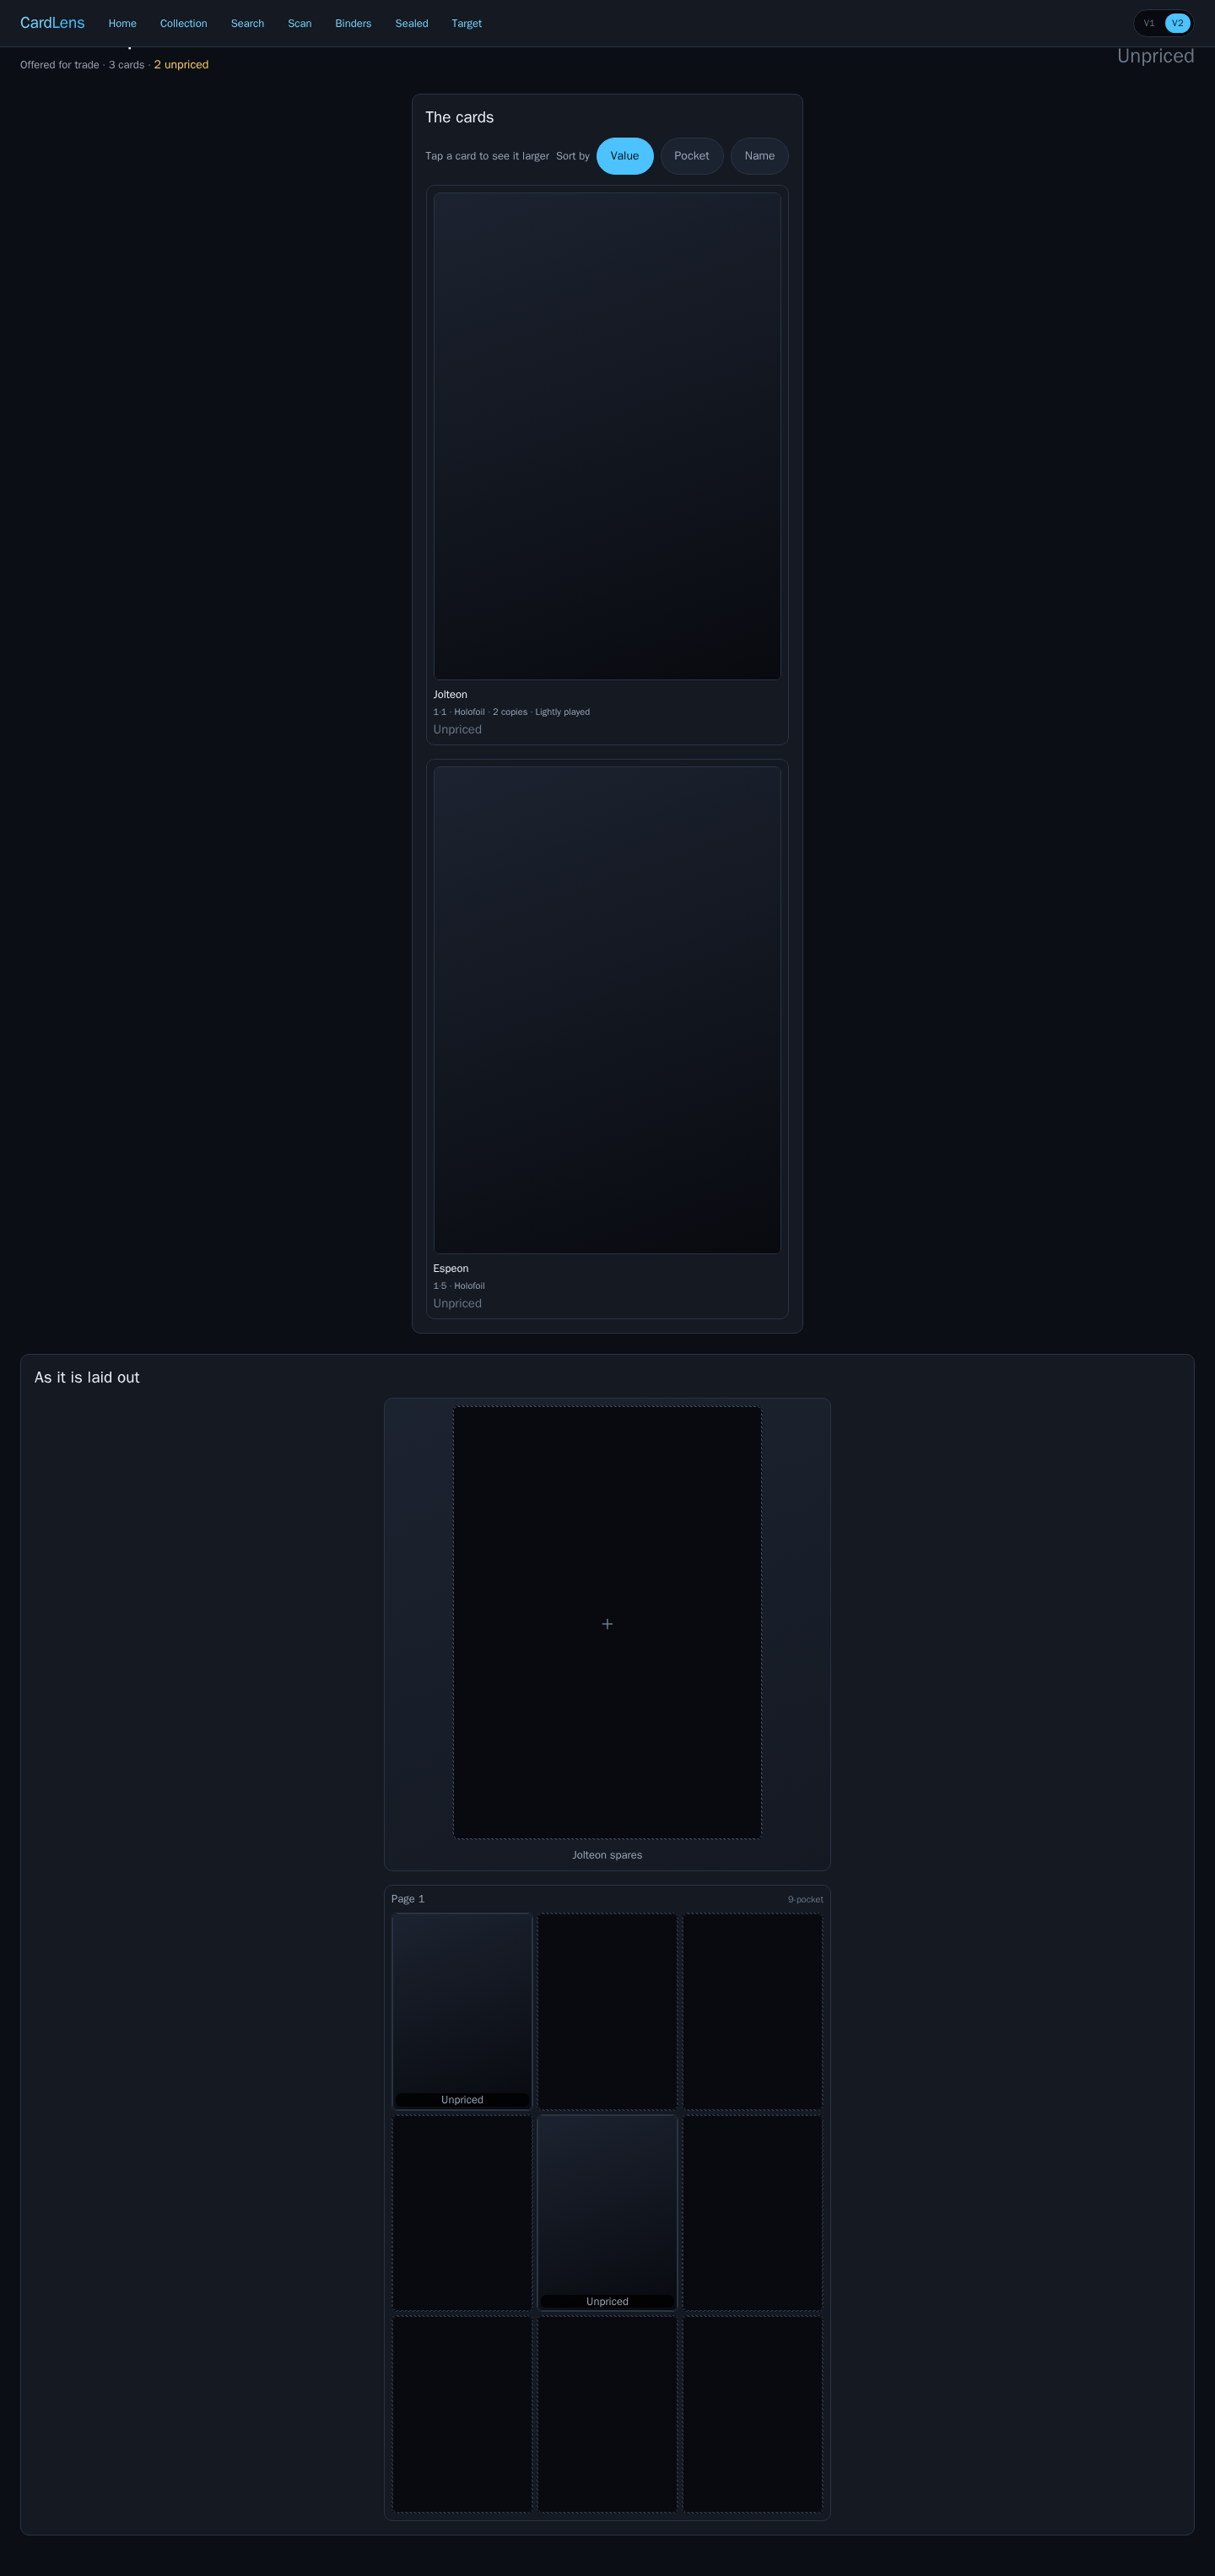 CardLens Home Collection Search Scan Binders Sealed Target V1 V2
Offered for trade · 3 cards · 2 unpriced
Unpriced
The cards
Tap a card to see it larger Sort by Value Pocket Name
Jolteon
1·1 · Holofoil · 2 copies · Lightly played
Unpriced
Espeon
1·5 · Holofoil
Unpriced
As it is laid out
+
Jolteon spares
Page 1 9-pocket
Unpriced
Unpriced